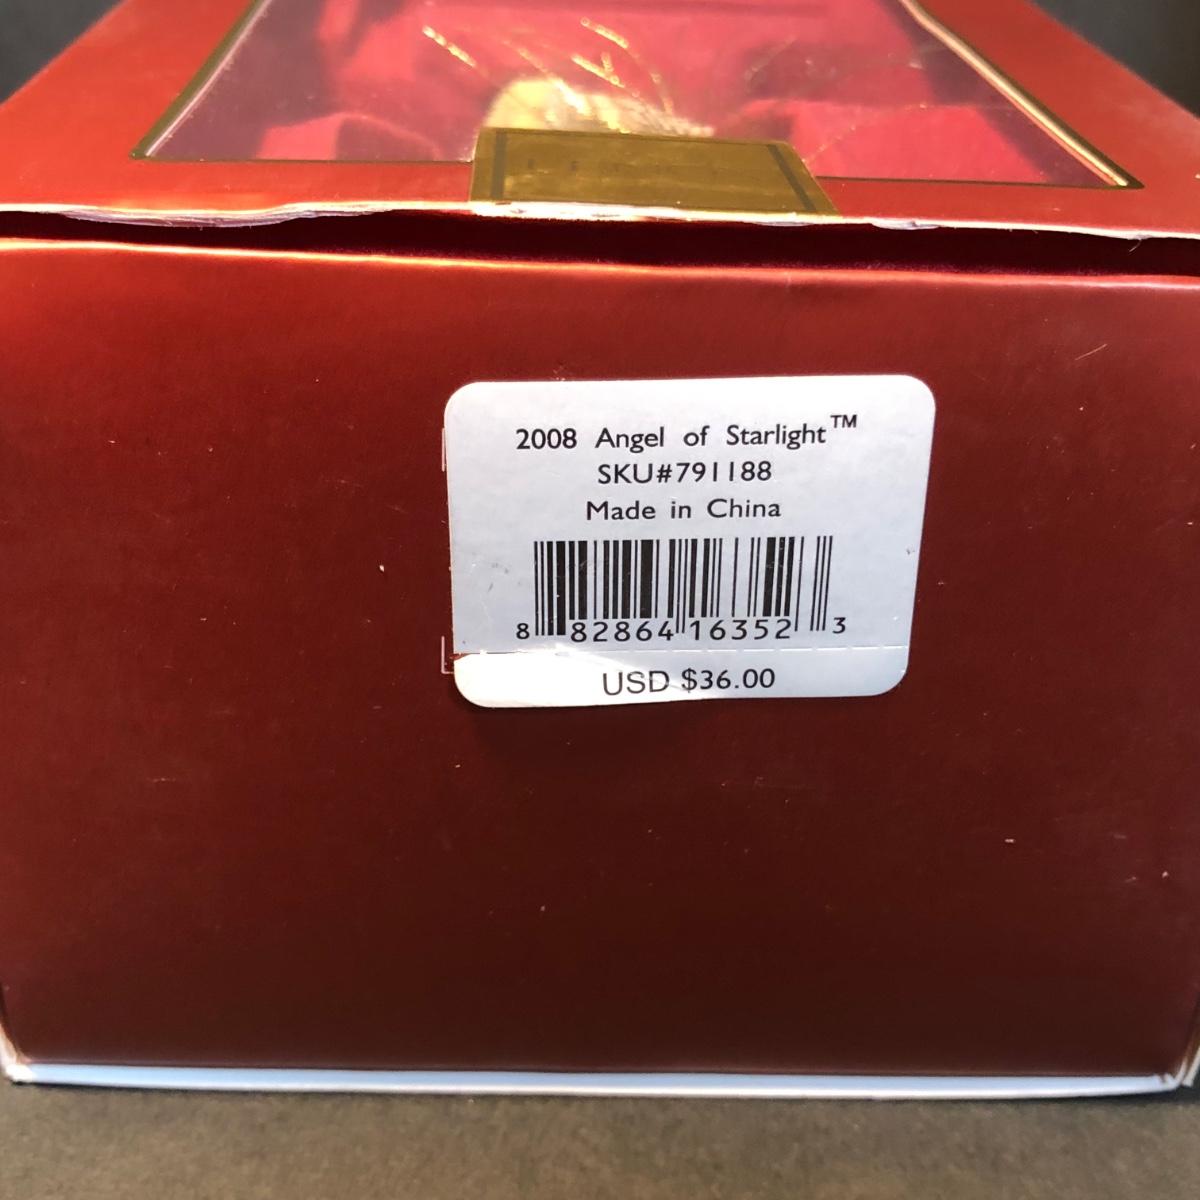 2008 Angel of Starlight™
SKU#791188
Made in China
8 82864 16352 3
USD $36.00